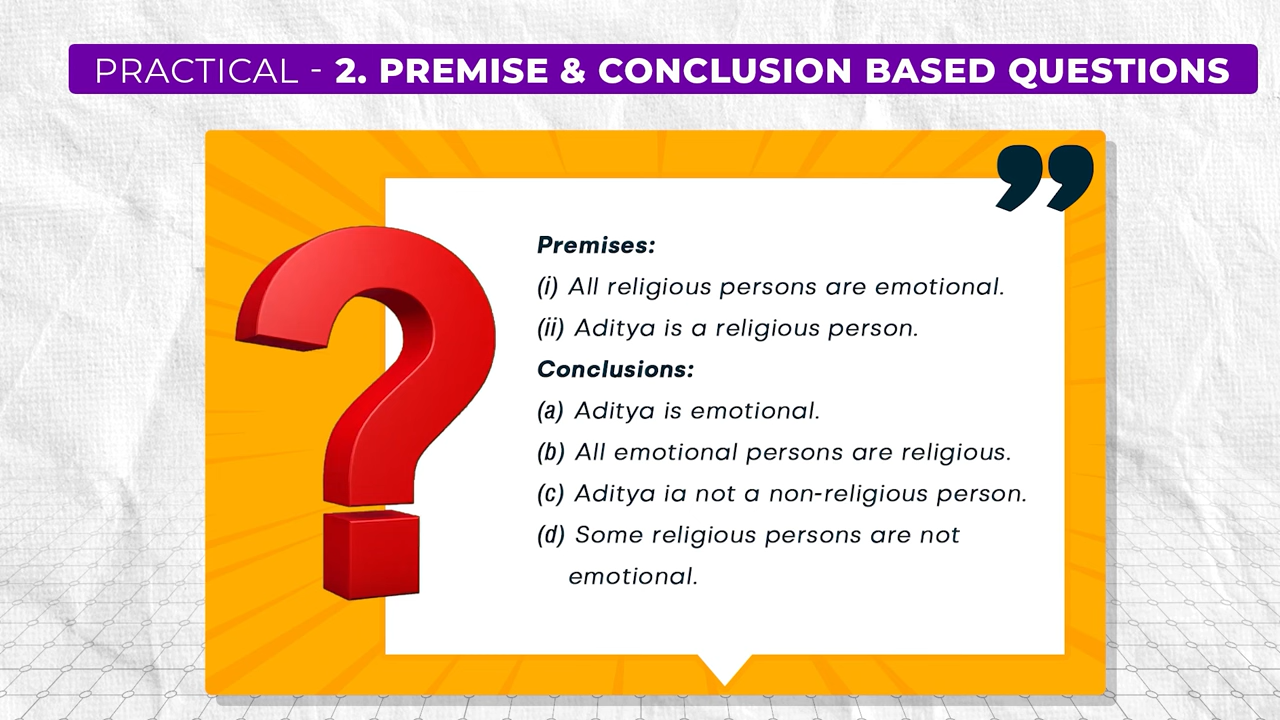 PRACTICAL - 2. PREMISE & CONCLUSION BASED QUESTIONS
”
Premises:
(i) All religious persons are emotional.
(ii) Aditya is a religious person.
Conclusions:
(a) Aditya is emotional.
(b) All emotional persons are religious.
(c) Aditya ia not a non-religious person.
(d) Some religious persons are not
emotional.
?